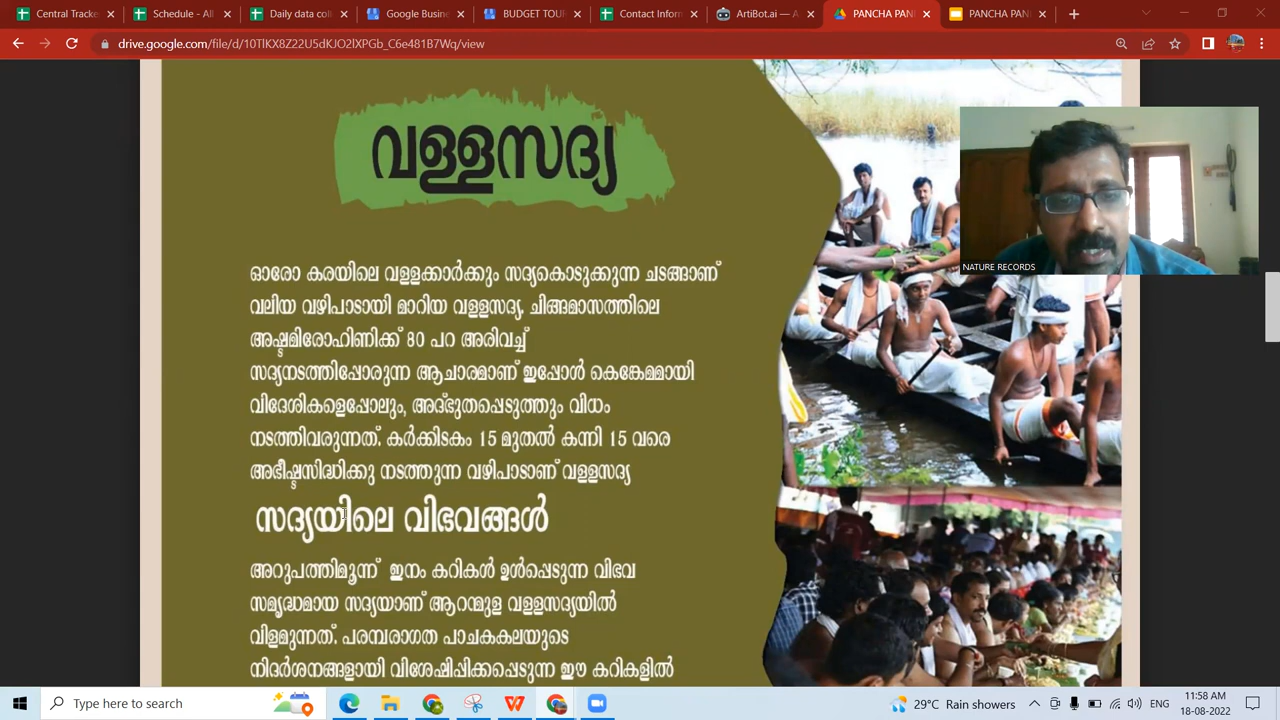 Central Tracke
Schedule - All
Daily data coll
Google Busine
BUDGET TOUR
Contact Inform
ArtiBot.ai — A
PANCHA PAN
PANCHA PAN
drive.google.com/file/d/10TlKX8Z22U5dKJO2lXPGb_C6e481B7Wq/view
വള്ളസദ്യ
ഓരോ കരയിലെ വള്ളക്കാർക്കും സദ്യകൊടുക്കുന്ന ചടങ്ങാണ്
വലിയ വഴിപാടായി മാറിയ വള്ളസദ്യ. ചിങ്ങമാസത്തിലെ
അഷ്ടമിരോഹിണിക്ക് 80 പറ അരിവച്ച്
സദ്യനടത്തിപ്പോരുന്ന ആചാരമാണ് ഇപ്പോൾ കെങ്കേമമായി
വിദേശികളെപ്പോലും, അദ്ഭുതപ്പെടുത്തും വിധം
നടത്തിവരുന്നത്. കർക്കിടകം 15 മുതൽ കന്നി 15 വരെ
അഭീഷ്ടസിദ്ധിക്കു നടത്തുന്ന വഴിപാടാണ് വള്ളസദ്യ
സദ്യയിലെ വിഭവങ്ങൾ
അറുപത്തിമൂന്ന് ഇനം കറികൾ ഉൾപ്പെടുന്ന വിഭവ
സമൃദ്ധമായ സദ്യയാണ് ആറന്മുള വള്ളസദ്യയിൽ
വിളമുന്നത്. പരമ്പരാഗത പാചകകലയുടെ
നിദർശനങ്ങളായി വിശേഷിപ്പിക്കപ്പെടുന്ന ഈ കറികളിൽ
NATURE RECORDS
Type here to search
29°C Rain showers
ENG
11:58 AM
18-08-2022